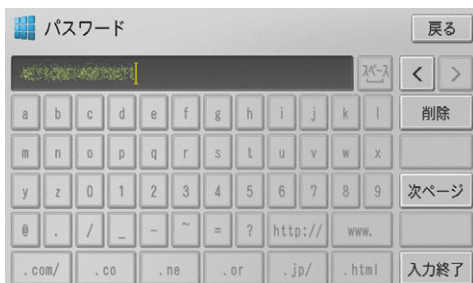 パスワード 戻る
スペース < >
a b c d e f g h i j k l 削除
m n o p q r s t u v w x
y z 0 1 2 3 4 5 6 7 8 9 次ページ
@ . / _ - ~ = ? http:// www.
.com/ .co .ne .or .jp/ .html 入力終了